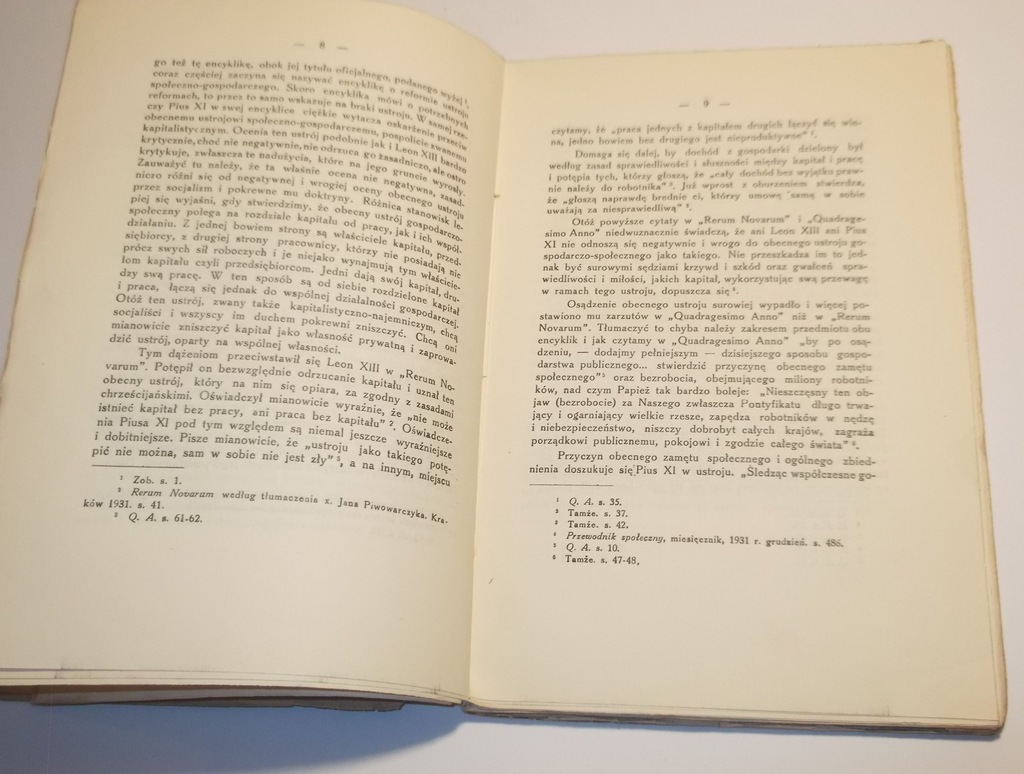 — 8 —
go też tę encyklikę, obok jej tytułu oficjalnego, podanego wyżej ¹,
coraz częściej zaczyna się nazywać encykliką o reformie ustroju
społeczno-gospodarczego. Skoro encyklika mówi o potrzebnych
reformach, to przez to samo wskazuje na braki ustroju. W samej rze-
czy Pius XI w swej encyklice ciężkie wytacza oskarżenie przeciw
obecnemu ustrojowi społeczno-gospodarczemu, pospolicie zwanemu
kapitalistycznym. Ocenia ten ustrój podobnie jak i Leon XIII bardzo
krytycznie, choć nie negatywnie, nie odrzuca go zasadniczo, ale ostro
krytykuje, zwłaszcza te nadużycia, które na jego gruncie wyrosły.
Zauważyć tu należy, że ta właśnie ocena nie negatywna, zasad-
niczo różni się od negatywnej i wrogiej oceny obecnego ustroju
przez socjalizm i pokrewne mu doktryny. Różnica stanowisk le-
piej się wyjaśni, gdy stwierdzimy, że obecny ustrój gospodarczo-
społeczny polega na rozdziale kapitału od pracy, jak i ich współ-
działaniu. Z jednej bowiem strony są właściciele kapitału, przed-
siębiorcy, z drugiej strony pracownicy, którzy nie posiadają nic
prócz swych sił roboczych i je niejako wynajmują tym właścicie-
lom kapitału czyli przedsiębiorcom. Jedni dają swój kapitał, dru-
dzy swą pracę. W ten sposób są od siebie rozdzielone kapitał
i praca, łączą się jednak do wspólnej działalności gospodarczej.
Otóż ten ustrój, zwany także kapitalistyczno-najemniczym, chcą
socjaliści i wszyscy im duchem pokrewni zniszczyć. Chcą oni
mianowicie zniszczyć kapitał jako własność prywatną i zaprowa-
dzić ustrój, oparty na wspólnej własności.
Tym dążeniom przeciwstawił się Leon XIII w „Rerum No-
varum”. Potępił on bezwzględnie odrzucanie kapitału i uznał ten
obecny ustrój, który na nim się opiara, za zgodny z zasadami
chrześcijańskimi. Oświadczył mianowicie wyraźnie, że „nie może
istnieć kapitał bez pracy, ani praca bez kapitału” ². Oświadcze-
nia Piusa XI pod tym względem są niemal jeszcze wyraźniejsze
i dobitniejsze. Pisze mianowicie, że „ustroju jako takiego potę-
pić nie można, sam w sobie nie jest zły” ³, a na innym, miejscu
¹ Zob. s. 1.
² Rerum Novarum według tłumaczenia x. Jana Piwowarczyka. Kra-
ków 1931. s. 41.
³ Q. A. s. 61-62.
— 9 —
czytamy, że „praca jednych z kapitałem drugich łączyć się win-
na, jedno bowiem bez drugiego jest nieproduktywne” ¹.
Domaga się dalej, by dochód z gospodarki dzielony był
według zasad sprawiedliwości i słuszności między kapitał i pracę
i potępia tych, którzy głoszą, że „cały dochód bez wyjątku praw-
nie należy do robotnika” ². Już wprost z oburzeniem stwierdza,
że „głoszą naprawdę brednie ci, którzy umowę samą w sobie
uważają za niesprawiedliwą” ³.
Otóż powyższe cytaty w „Rerum Novarum” i „Quadrage-
simo Anno” niedwuznacznie świadczą, że ani Leon XIII ani Pius
XI nie odnoszą się negatywnie i wrogo do obecnego ustroju go-
spodarczo-społecznego jako takiego. Nie przeszkadza im to jed-
nak być surowymi sędziami krzywd i szkód oraz gwałceń spra-
wiedliwości i miłości, jakich kapitał, wykorzystując swą przewagę
w ramach tego ustroju, dopuszcza się ⁴.
Osądzenie obecnego ustroju surowiej wypadło i więcej po-
stawiono mu zarzutów w „Quadragesimo Anno” niż w „Rerum
Novarum”. Tłumaczyć to chyba należy zakresem przedmiotu obu
encyklik i jak czytamy w „Quadragesimo Anno” „by po osą-
dzeniu, — dodajmy pełniejszym — dzisiejszego sposobu gospo-
darstwa publicznego... stwierdzić przyczynę obecnego zamętu
społecznego” ⁵ oraz bezrobocia, obejmującego miliony robotni-
ków, nad czym Papież tak bardzo boleje: „Nieszczęsny ten ob-
jaw (bezrobocie) za Naszego zwłaszcza Pontyfikatu długo trwa-
jący i ogarniający wielkie rzesze, zapędza robotników w nędzę
i niebezpieczeństwo, niszczy dobrobyt całych krajów, zagraża
porządkowi publicznemu, pokojowi i zgodzie całego świata” ⁶.
Przyczyn obecnego zamętu społecznego i ogólnego zbied-
nienia doszukuje się Pius XI w ustroju. „Śledząc współczesne go-
¹ Q. A. s. 35.
² Tamże. s. 37.
³ Tamże. s. 42.
⁴ Przewodnik społeczny, miesięcznik, 1931 r. grudzień. s. 486.
⁵ Q. A. s. 10.
⁶ Tamże. s. 47-48,